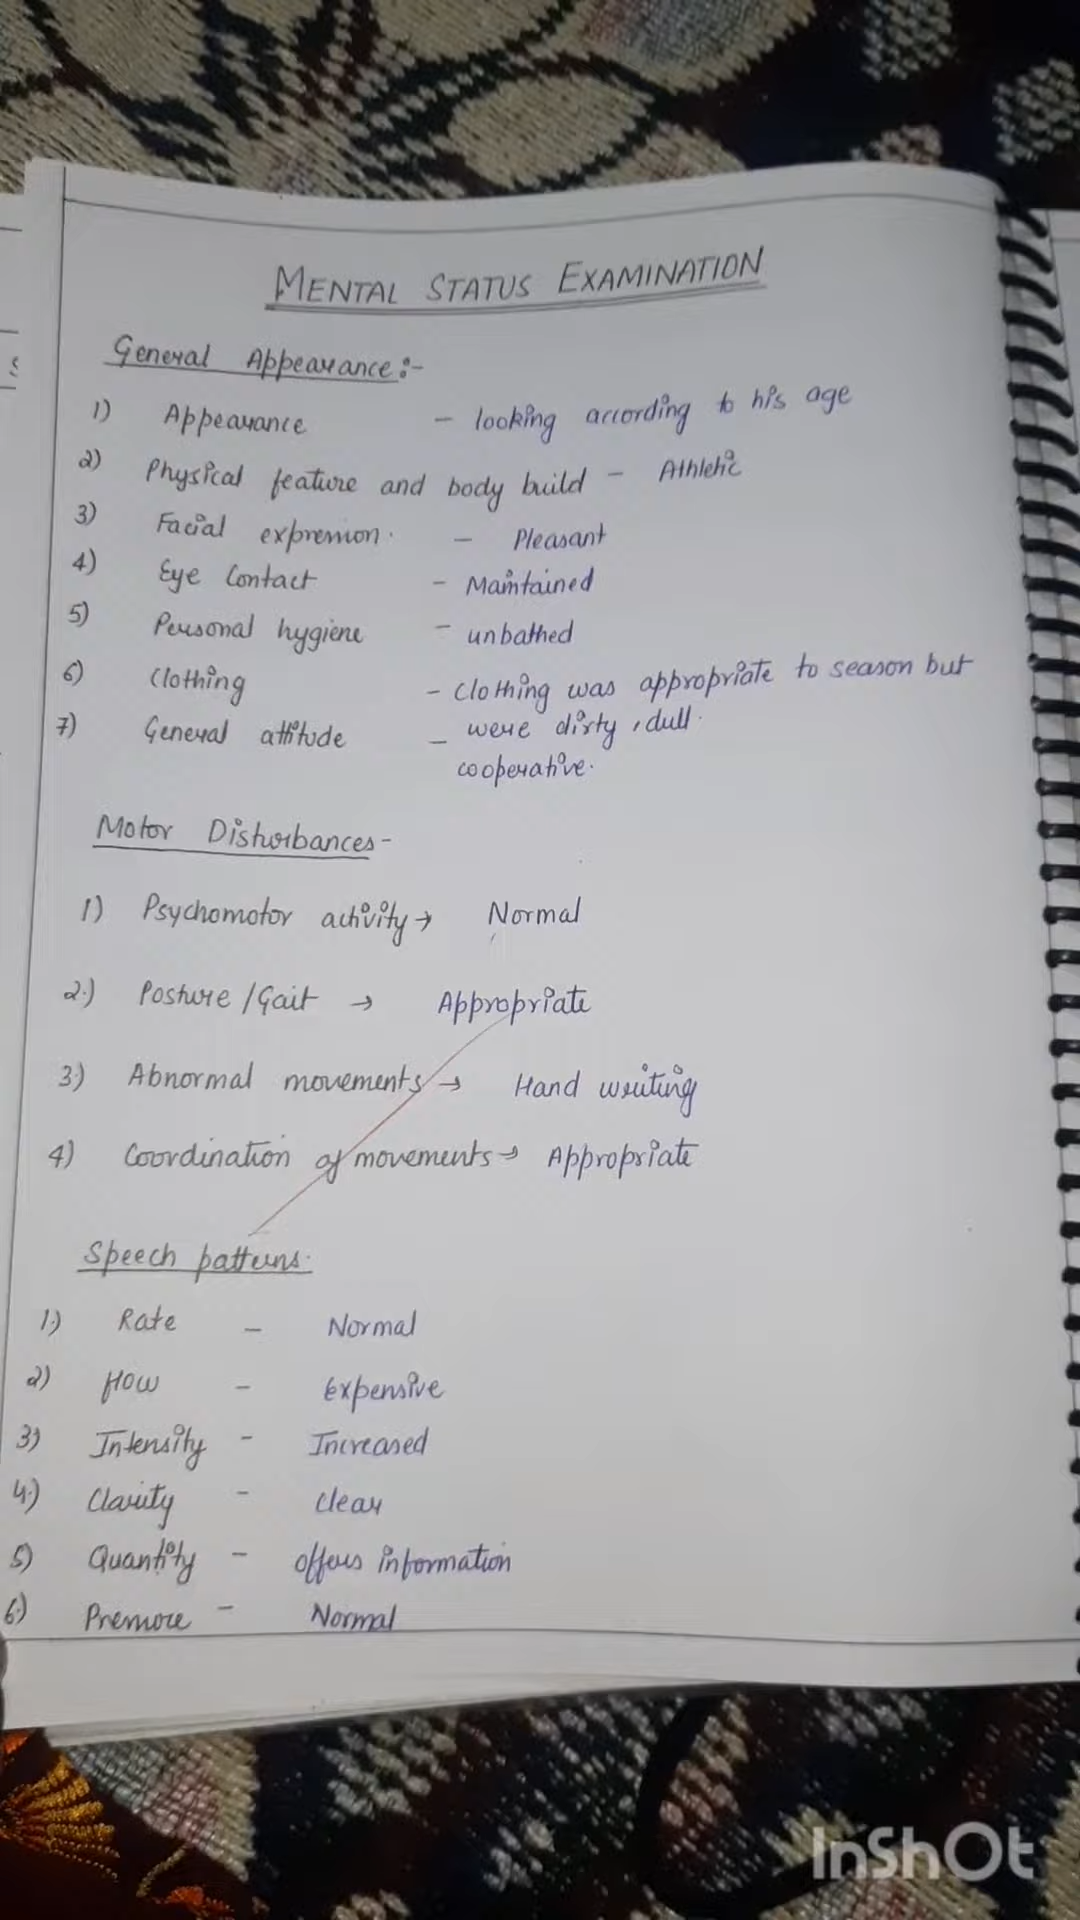 MENTAL STATUS EXAMINATION
General Appearance:-
1) Appearance - looking according to his age
2) Physical feature and body build - Athletic
3) Facial expression. - Pleasant
4) Eye Contact - Maintained
5) Personal hygiene - unbathed
6) Clothing - Clothing was appropriate to season but
were dirty, dull.
7) General attitude - cooperative.
Motor Disturbances-
1) Psychomotor activity → Normal
2.) Posture/Gait → Appropriate
3) Abnormal movements → Hand writing
4) Coordination of movements → Appropriate
Speech patterns.
1.) Rate - Normal
2) flow - Expensive
3) Intensity - Increased
4.) Clarity - Clear
5) Quantity - offers information
6.) Pressure - Normal
InShOt